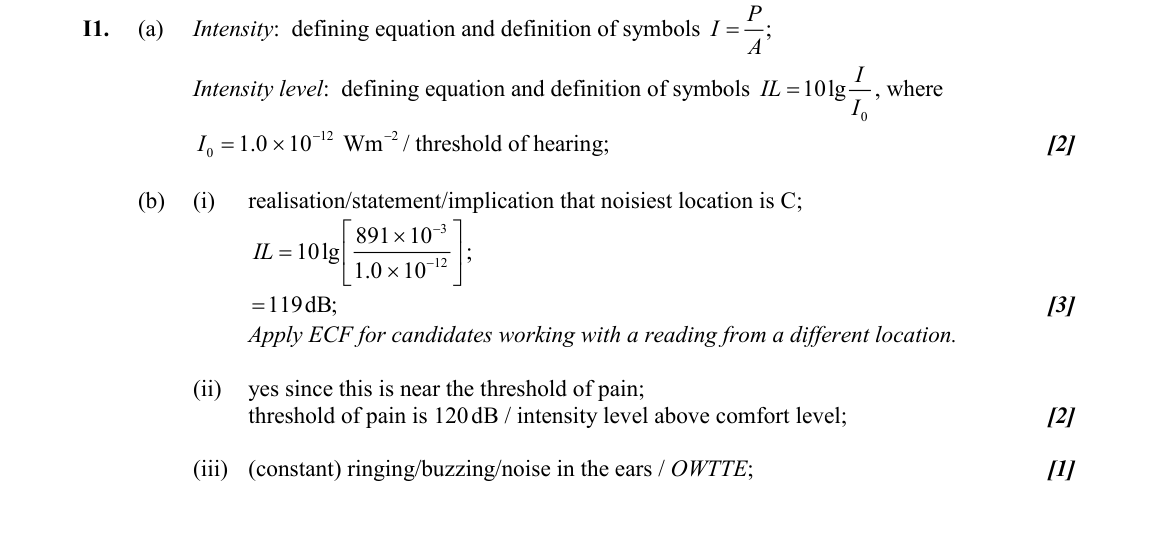 I1. (a) Intensity: defining equation and definition of symbols I = P/A;
Intensity level: defining equation and definition of symbols IL = 10 lg I/I₀, where
I₀ = 1.0 × 10⁻¹² Wm⁻² / threshold of hearing; [2]
(b) (i) realisation/statement/implication that noisiest location is C;
IL = 10 lg [891 × 10⁻³ / 1.0 × 10⁻¹²];
= 119 dB; [3]
Apply ECF for candidates working with a reading from a different location.
(ii) yes since this is near the threshold of pain;
threshold of pain is 120 dB / intensity level above comfort level; [2]
(iii) (constant) ringing/buzzing/noise in the ears / OWTTE; [1]